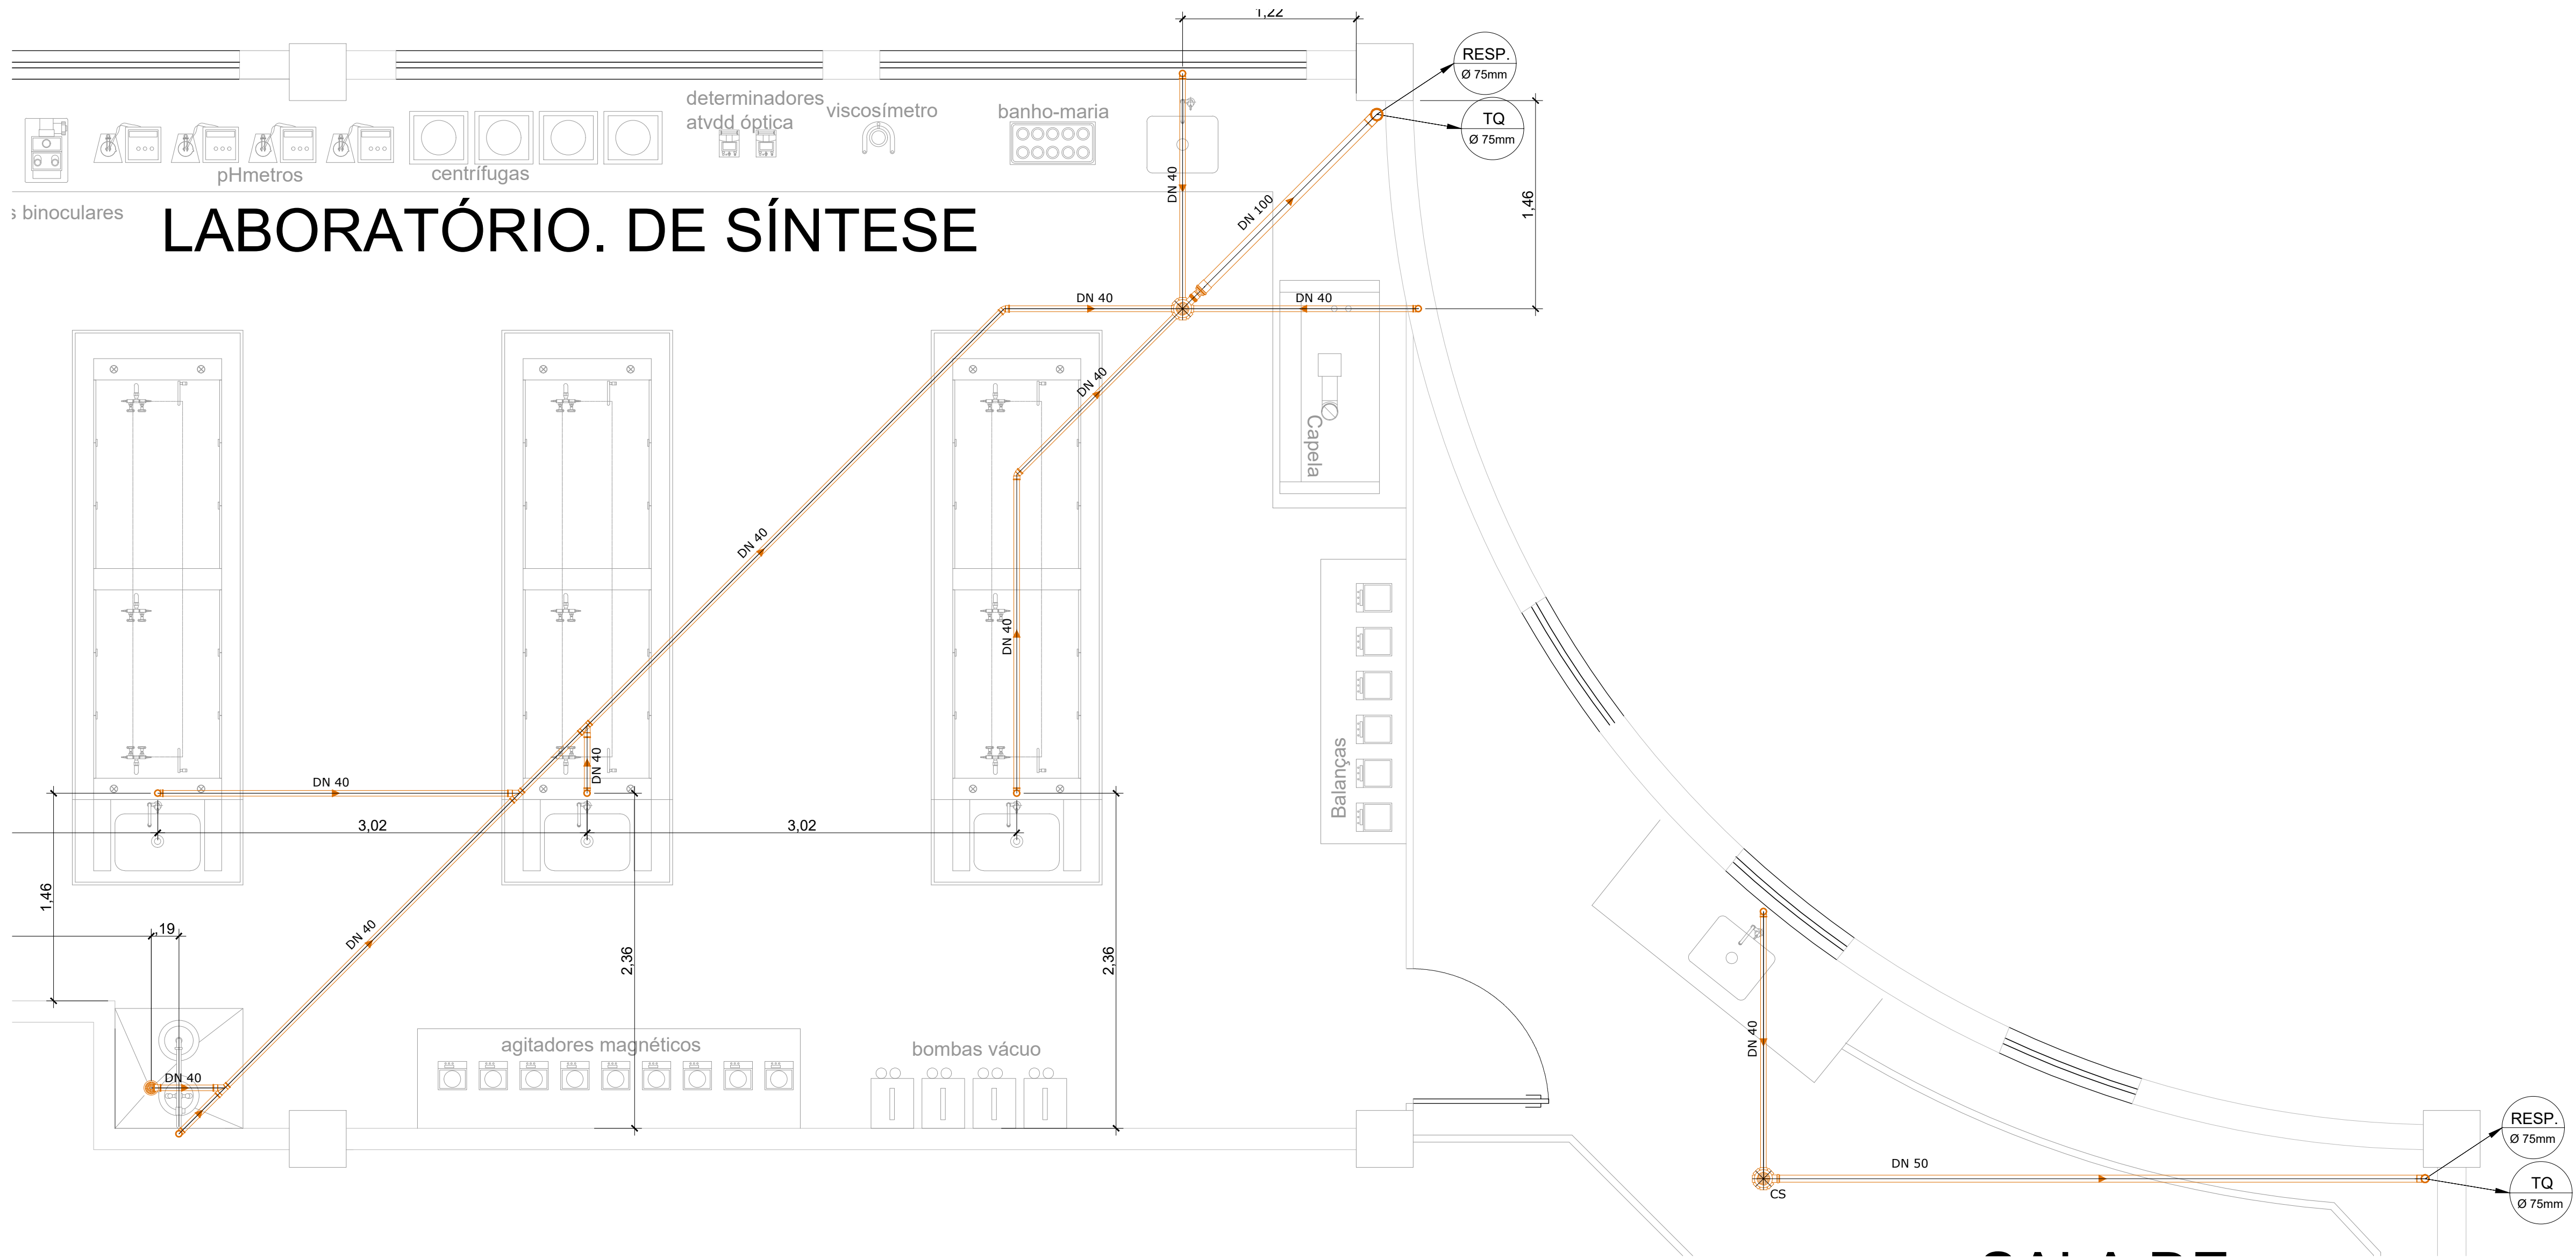 1,22
RESP.
Ø 75mm
TQ
Ø 75mm
determinadores
atvdd óptica
viscosímetro
banho-maria
pHmetros
centrífugas
s binoculares
LABORATÓRIO. DE SÍNTESE
DN 40
DN 100
1,46
DN 40
DN 40
DN 40
Capela
DN 40
DN 40
Balanças
DN 40
DN 40
3,02
3,02
1,46
,19
DN 40
2,36
2,36
DN 40
agitadores magnéticos
bombas vácuo
DN 40
DN 50
CS
RESP.
Ø 75mm
TQ
Ø 75mm